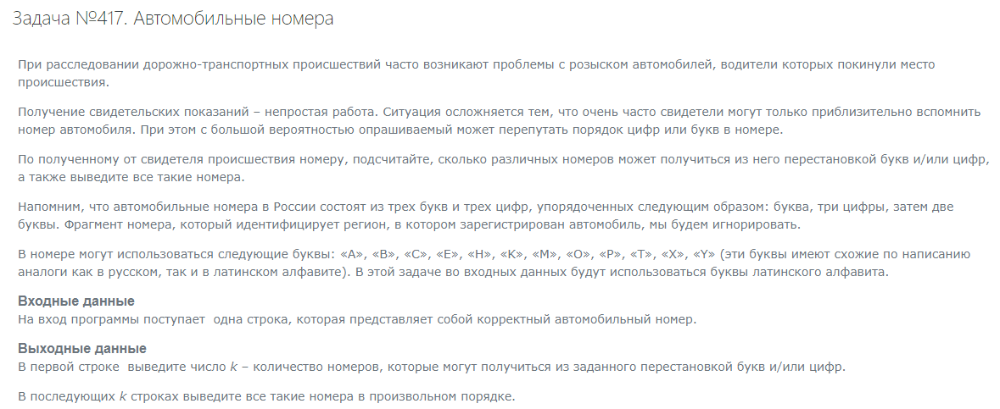 Задача №417. Автомобильные номера
При расследовании дорожно-транспортных происшествий часто возникают проблемы с розыском автомобилей, водители которых покинули место
происшествия.
Получение свидетельских показаний – непростая работа. Ситуация осложняется тем, что очень часто свидетели могут только приблизительно вспомнить
номер автомобиля. При этом с большой вероятностью опрашиваемый может перепутать порядок цифр или букв в номере.
По полученному от свидетеля происшествия номеру, подсчитайте, сколько различных номеров может получиться из него перестановкой букв и/или цифр,
а также выведите все такие номера.
Напомним, что автомобильные номера в России состоят из трех букв и трех цифр, упорядоченных следующим образом: буква, три цифры, затем две
буквы. Фрагмент номера, который идентифицирует регион, в котором зарегистрирован автомобиль, мы будем игнорировать.
В номере могут использоваться следующие буквы: «A», «B», «C», «E», «H», «K», «M», «O», «P», «T», «X», «Y» (эти буквы имеют схожие по написанию
аналоги как в русском, так и в латинском алфавите). В этой задаче во входных данных будут использоваться буквы латинского алфавита.
Входные данные
На вход программы поступает одна строка, которая представляет собой корректный автомобильный номер.
Выходные данные
В первой строке выведите число k – количество номеров, которые могут получиться из заданного перестановкой букв и/или цифр.
В последующих k строках выведите все такие номера в произвольном порядке.